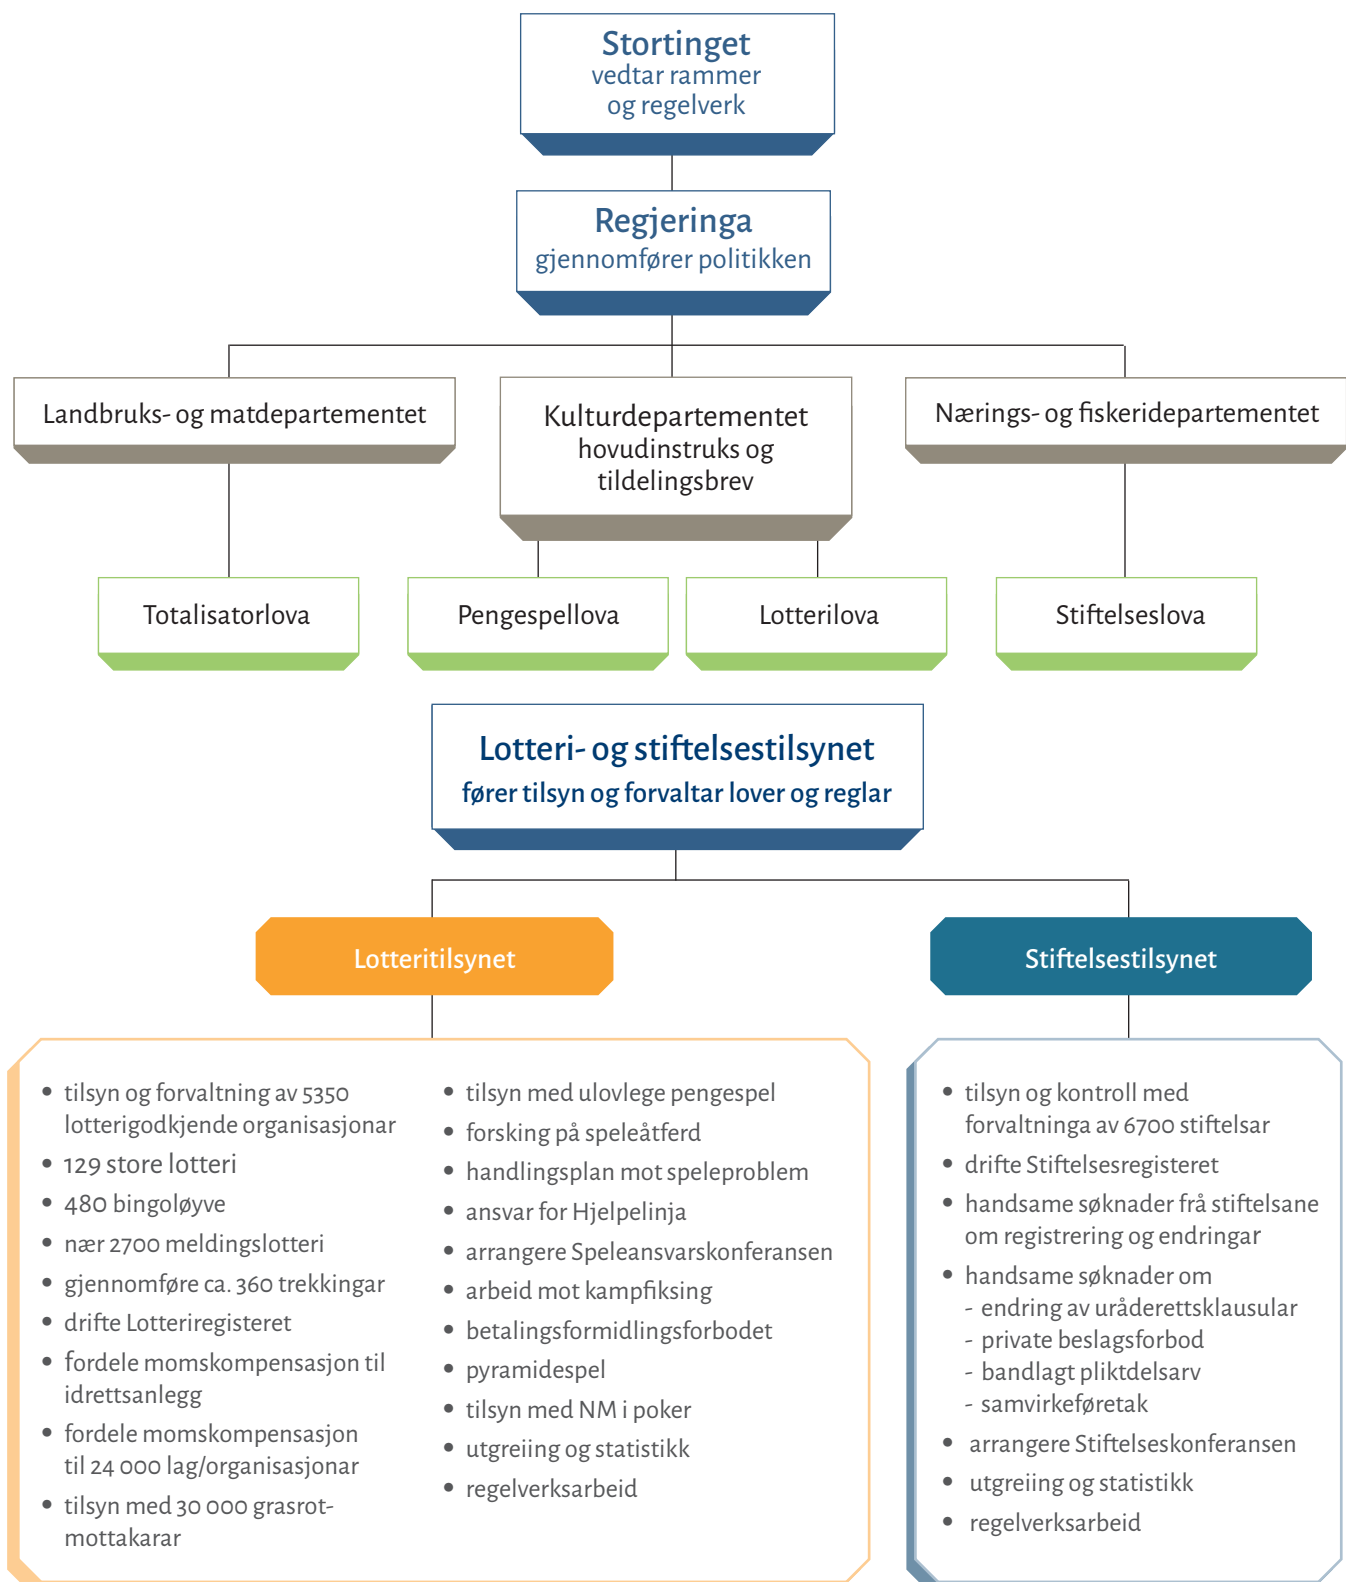 Stortinget
vedtar rammer
og regelverk
Regjeringa
gjennomfører politikken
Landbruks- og matdepartementet
Kulturdepartementet
hovudinstruks og
tildelingsbrev
Nærings- og fiskeridepartementet
Totalisatorlova
Pengespellova
Lotterilova
Stiftelseslova
Lotteri- og stiftelsestilsynet
fører tilsyn og forvaltar lover og reglar
Lotteritilsynet
Stiftelsestilsynet
• tilsyn og forvaltning av 5350
lotterigodkjende organisasjonar
• 129 store lotteri
• 480 bingoløyve
• nær 2700 meldingslotteri
• gjennomføre ca. 360 trekkingar
• drifte Lotteriregisteret
• fordele momskompensasjon til
idrettsanlegg
• fordele momskompensasjon
til 24 000 lag/organisasjonar
• tilsyn med 30 000 grasrot-
mottakarar
• tilsyn med ulovlege pengespel
• forsking på speleåtferd
• handlingsplan mot speleproblem
• ansvar for Hjelpelinja
• arrangere Speleansvarskonferansen
• arbeid mot kampfiksing
• betalingsformidlingsforbodet
• pyramidespel
• tilsyn med NM i poker
• utgreiing og statistikk
• regelverksarbeid
• tilsyn og kontroll med
forvaltninga av 6700 stiftelsar
• drifte Stiftelsesregisteret
• handsame søknader frå stiftelsane
om registrering og endringar
• handsame søknader om
- endring av uråderettsklausular
- private beslagsforbod
- bandlagt pliktdelsarv
- samvirkeføretak
• arrangere Stiftelseskonferansen
• utgreiing og statistikk
• regelverksarbeid